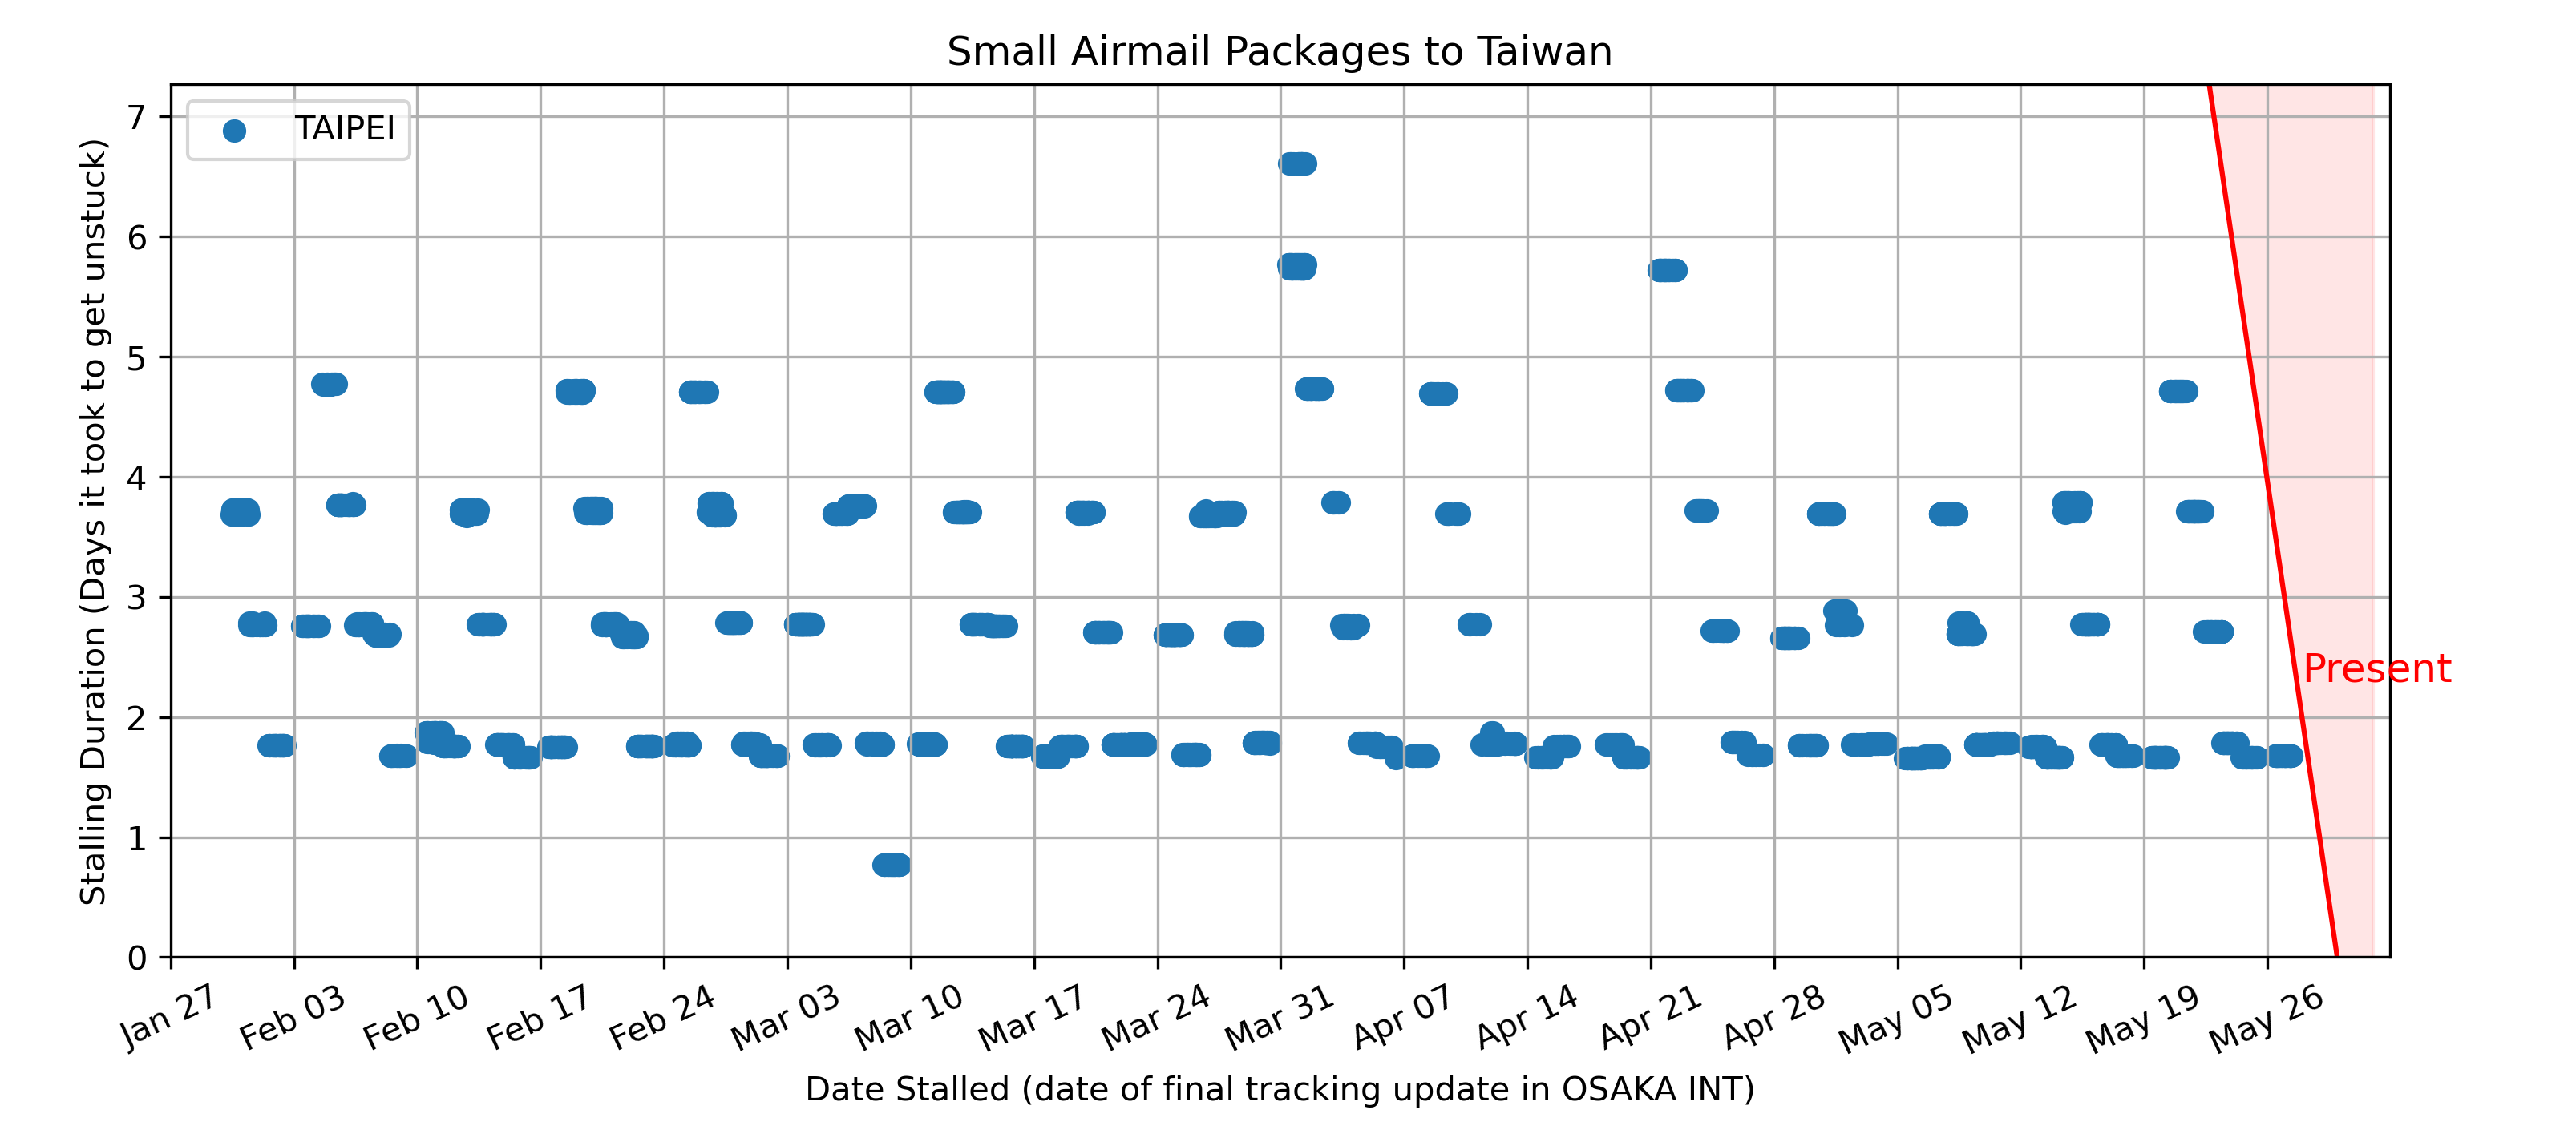 Small Airmail Packages to Taiwan
TAIPEI
Stalling Duration (Days it took to get unstuck)
7
6
5
4
3
2
1
0
Present
Jan 27
Feb 03
Feb 10
Feb 17
Feb 24
Mar 03
Mar 10
Mar 17
Mar 24
Mar 31
Apr 07
Apr 14
Apr 21
Apr 28
May 05
May 12
May 19
May 26
Date Stalled (date of final tracking update in OSAKA INT)